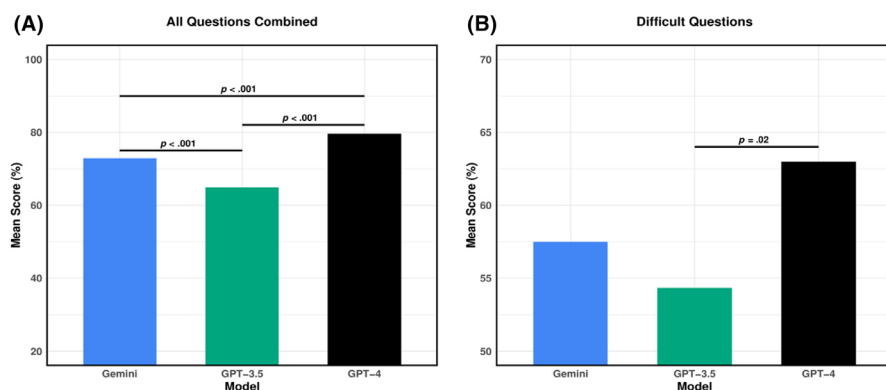 (A)
All Questions Combined
100
80
60
40
20
Mean Score (%)
p < .001
p < .001
p < .001
Gemini
GPT−3.5
GPT−4
Model
(B)
Difficult Questions
70
65
60
55
50
Mean Score (%)
p = .02
Gemini
GPT−3.5
GPT−4
Model